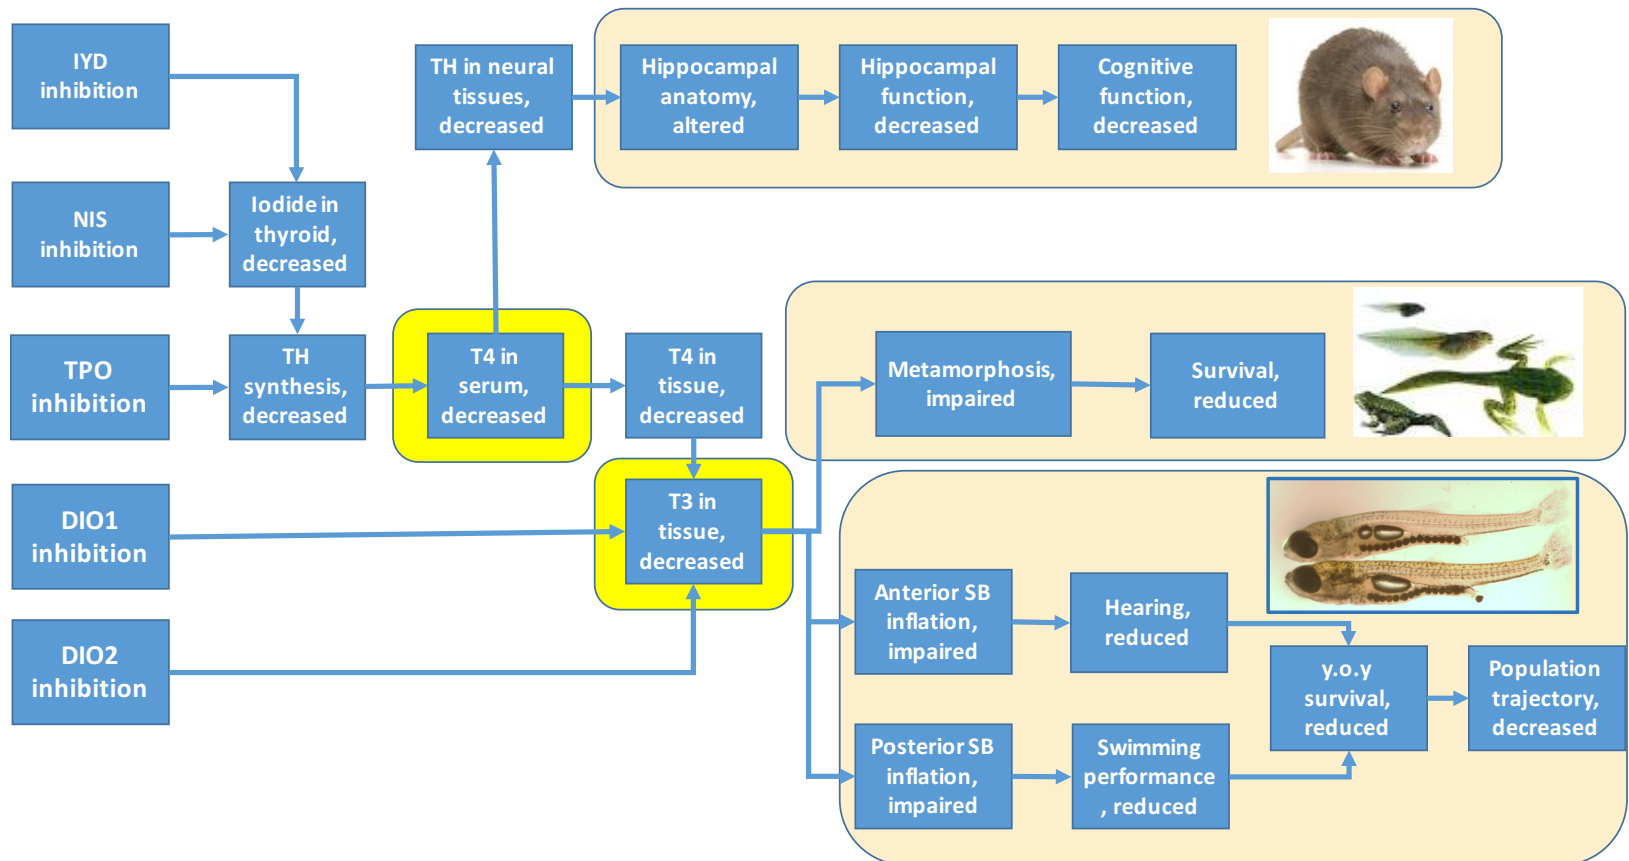 IYD
inhibition
NIS
inhibition
TPO
inhibition
DIO1
inhibition
DIO2
inhibition
Iodide in
thyroid,
decreased
TH
synthesis,
decreased
T4 in
serum,
decreased
TH in neural
tissues,
decreased
T4 in
tissue,
decreased
T3 in
tissue,
decreased
Hippocampal
anatomy,
altered
Hippocampal
function,
decreased
Cognitive
function,
decreased
Metamorphosis,
impaired
Survival,
reduced
Anterior SB
inflation,
impaired
Hearing,
reduced
Posterior SB
inflation,
impaired
Swimming
performance
, reduced
y.o.y
survival,
reduced
Population
trajectory,
decreased